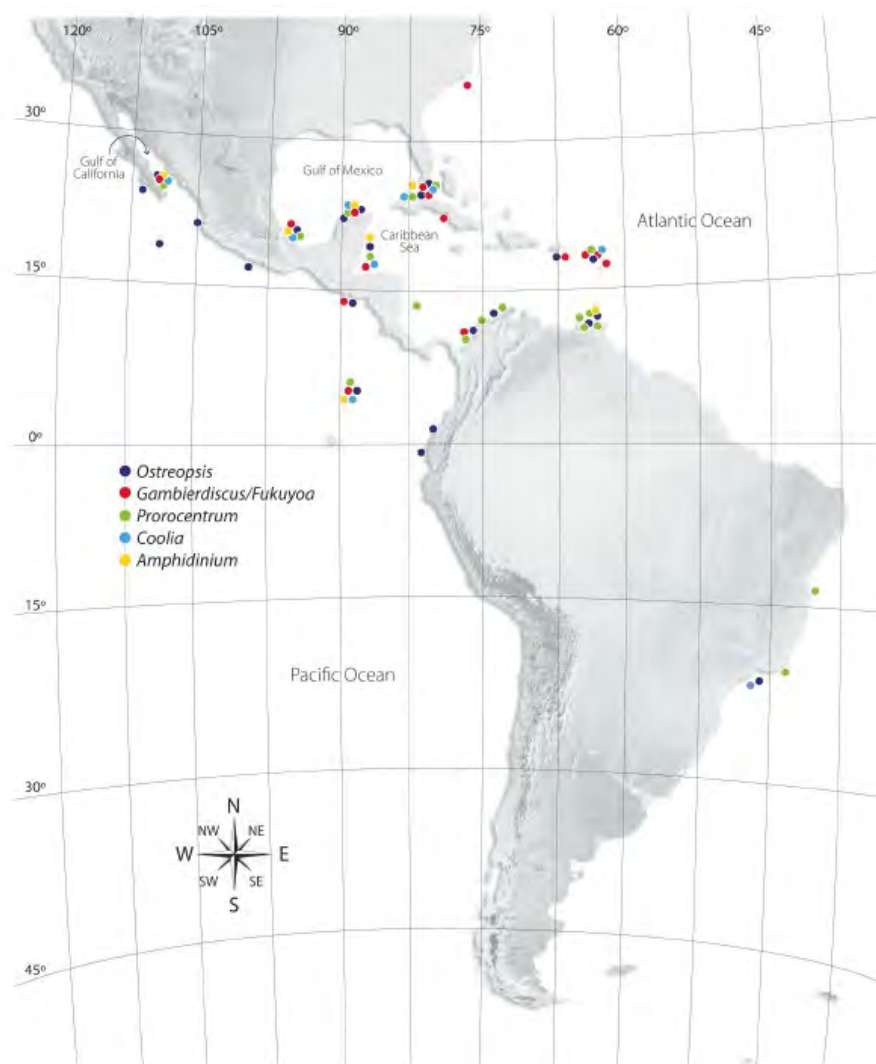 120º 105º 90º 75º 60º 45º
30º
Gulf of
California
Gulf of Mexico
Atlantic Ocean
Caribbean
Sea
15º
0º
Ostreopsis
Gambierdiscus/Fukuyoa
Prorocentrum
Coolia
Amphidinium
15º
Pacific Ocean
30º
N
NW NE
W E
SW SE
S
45º